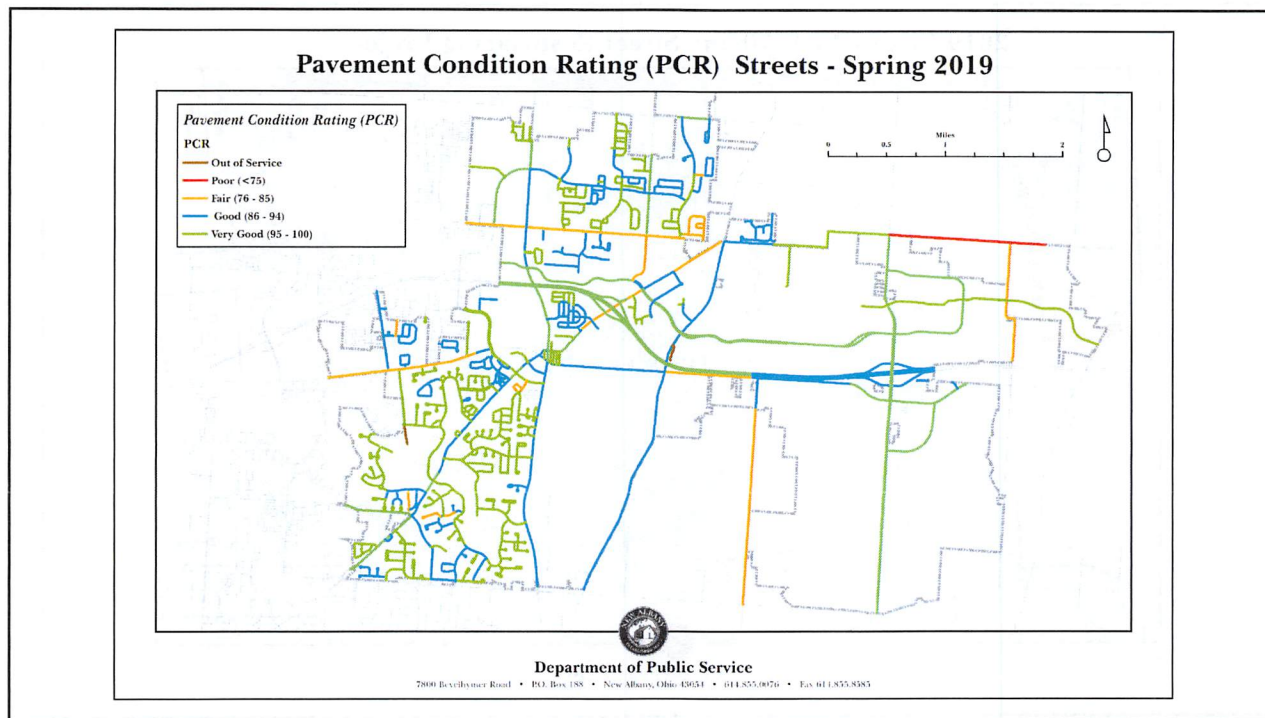 Pavement Condition Rating (PCR) Streets - Spring 2019
Pavement Condition Rating (PCR)
PCR
Out of Service
Poor (<75)
Fair (76 - 85)
Good (86 - 94)
Very Good (95 - 100)
Miles
0 0.5 1 2
NEW ALBANY
Department of Public Service
7800 Bevelhymer Road • P.O. Box 188 • New Albany, Ohio 43054 • 614.855.0076 • Fax 614.855.8585